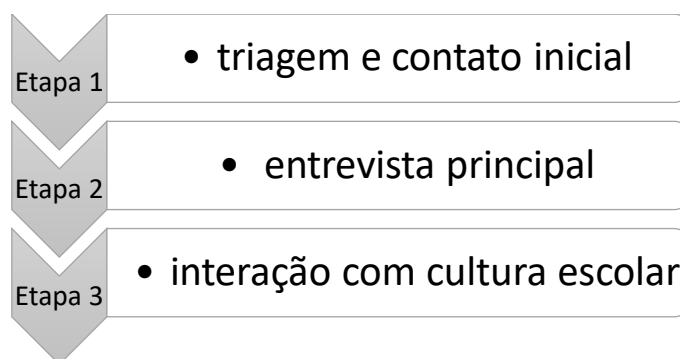 Etapa 1
• triagem e contato inicial
Etapa 2
• entrevista principal
Etapa 3
• interação com cultura escolar